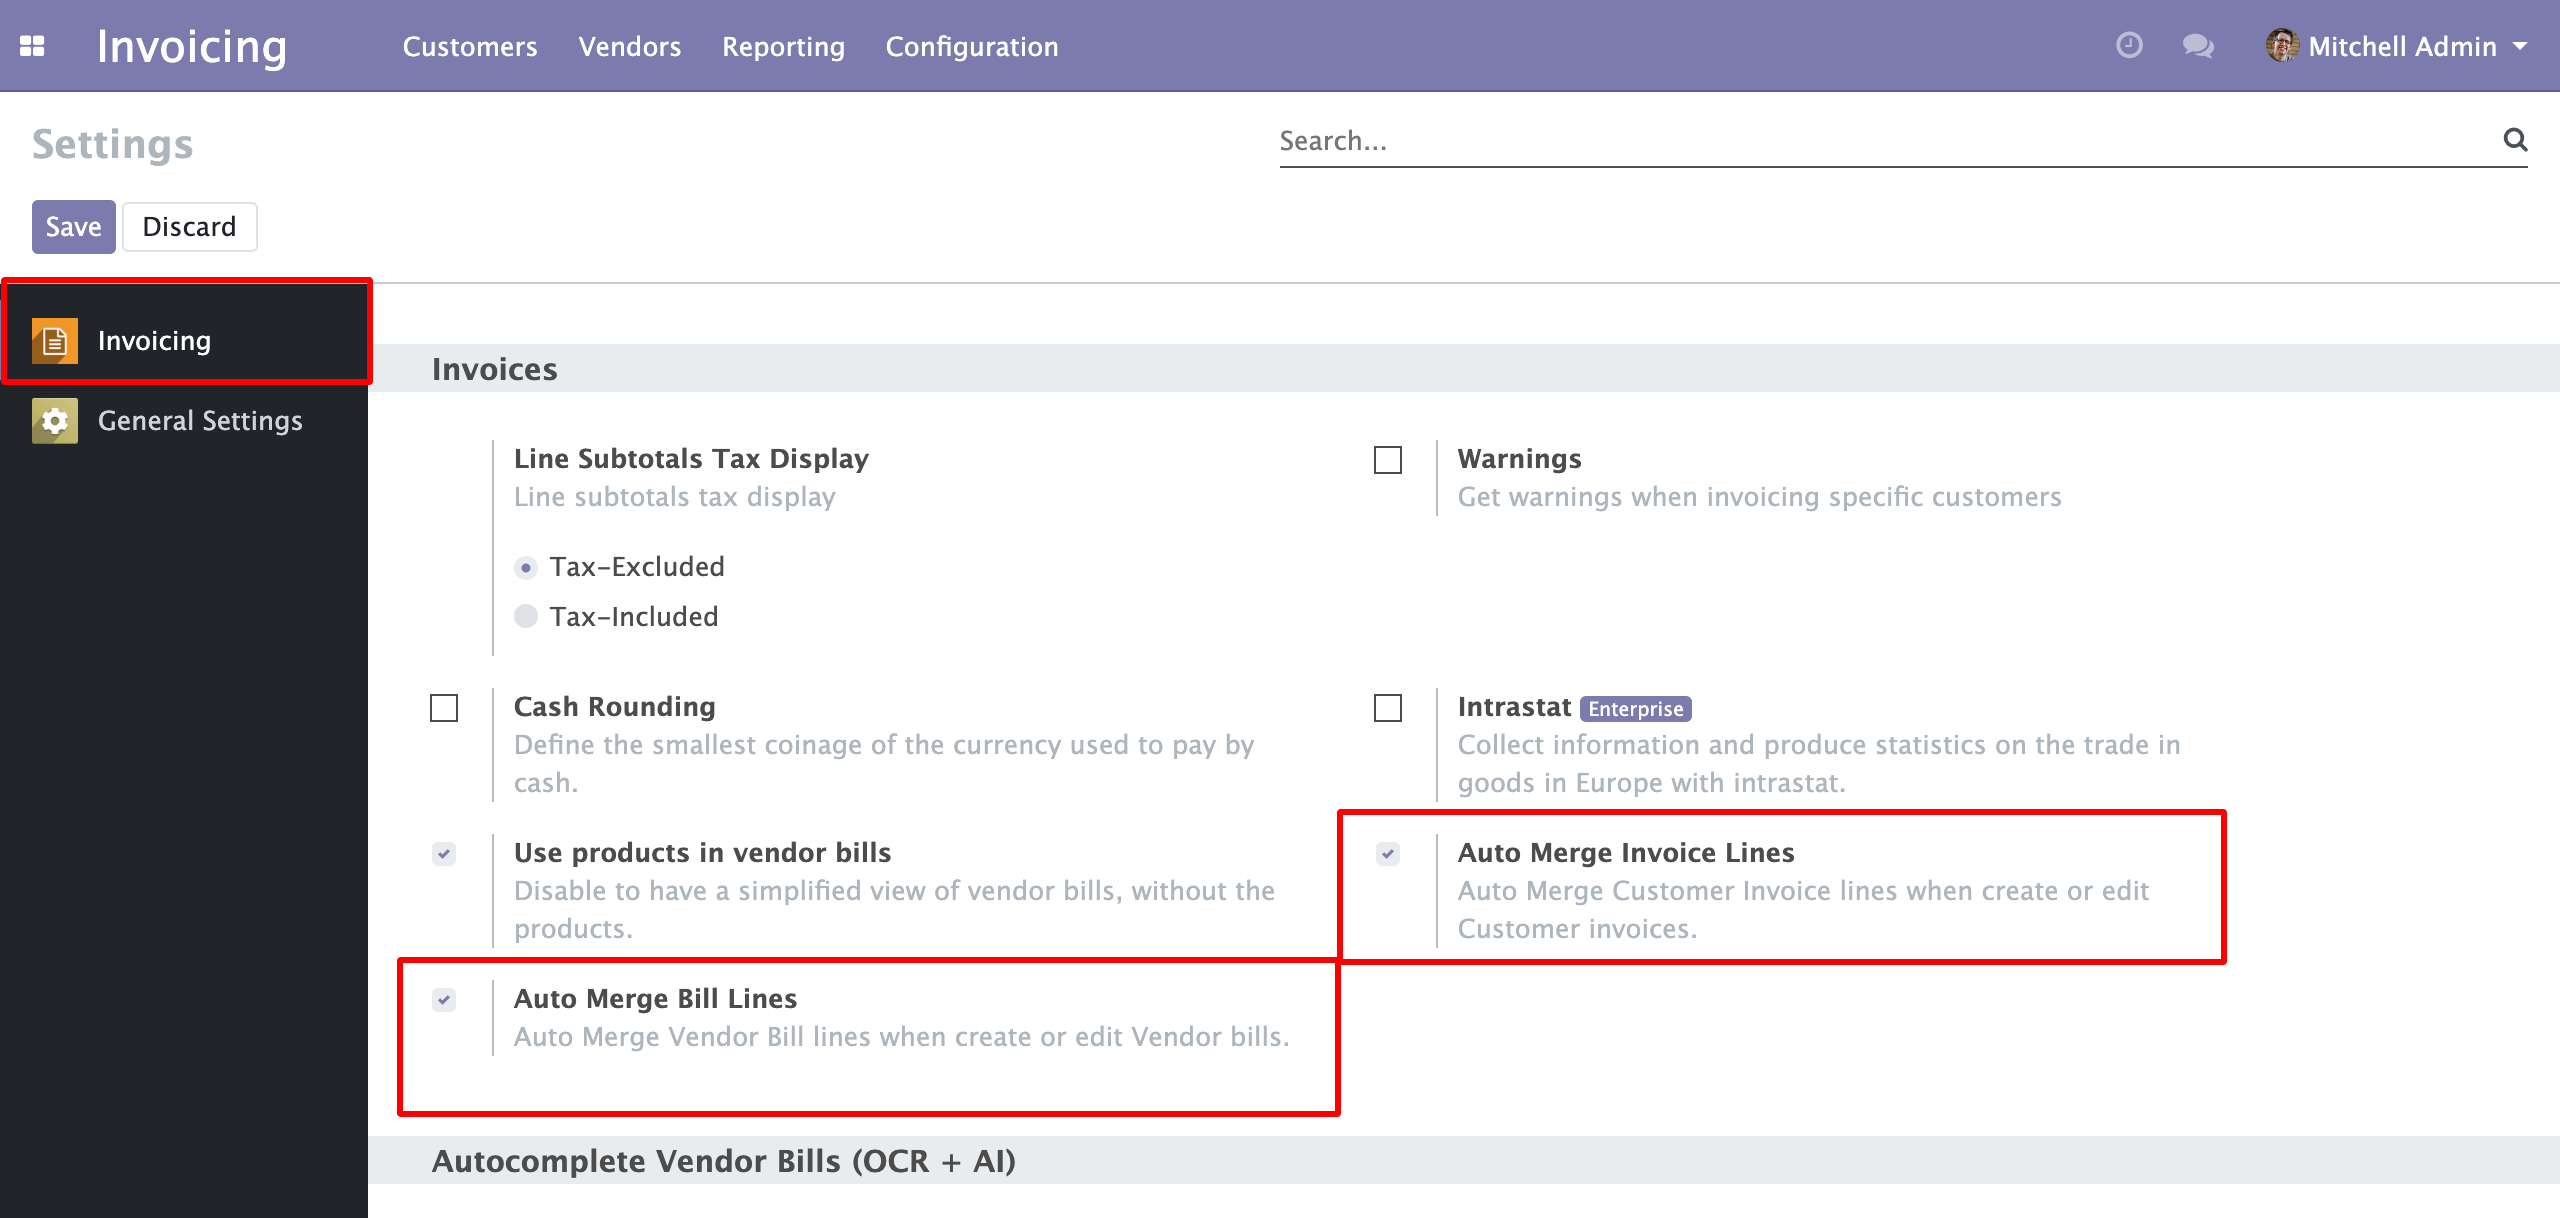 Invoicing Customers Vendors Reporting Configuration Mitchell Admin
Settings
Search...
Save Discard
Invoicing
General Settings
Invoices
Line Subtotals Tax Display
Line subtotals tax display
Tax-Excluded
Tax-Included
Warnings
Get warnings when invoicing specific customers
Cash Rounding
Define the smallest coinage of the currency used to pay by
cash.
Intrastat Enterprise
Collect information and produce statistics on the trade in
goods in Europe with intrastat.
Use products in vendor bills
Disable to have a simplified view of vendor bills, without the
products.
Auto Merge Invoice Lines
Auto Merge Customer Invoice lines when create or edit
Customer invoices.
Auto Merge Bill Lines
Auto Merge Vendor Bill lines when create or edit Vendor bills.
Autocomplete Vendor Bills (OCR + AI)